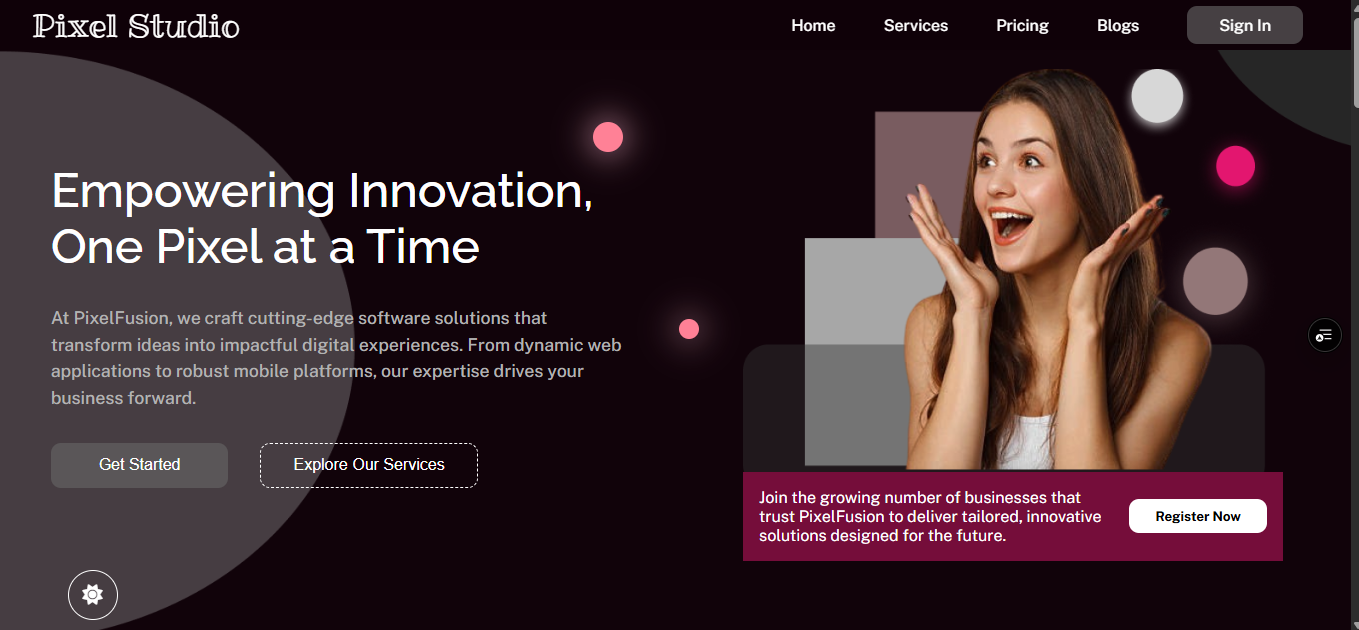 Pixel Studio
Home
Services
Pricing
Blogs
Sign In
Empowering Innovation,
One Pixel at a Time
At PixelFusion, we craft cutting-edge software solutions that
transform ideas into impactful digital experiences. From dynamic web
applications to robust mobile platforms, our expertise drives your
business forward.
Get Started
Explore Our Services
Join the growing number of businesses that
trust PixelFusion to deliver tailored, innovative
solutions designed for the future.
Register Now